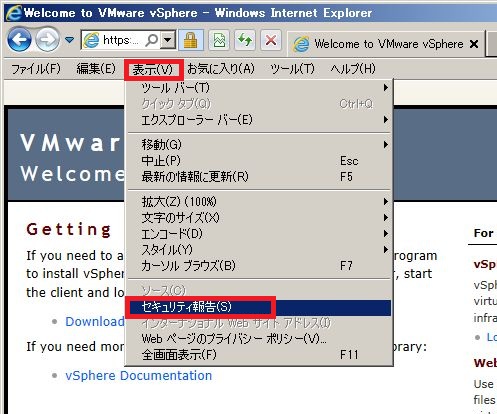 Welcome to VMware vSphere - Windows Internet Explorer
https:...
Welcome to VMware vSphere
ファイル(F) 編集(E) 表示(V) お気に入り(A) ツール(T) ヘルプ(H)
ツール バー(T)
クイック タブ(Q) Ctrl+Q
エクスプローラー バー(E)
移動(G)
中止(P) Esc
最新の情報に更新(R) F5
拡大(Z) (100%)
文字のサイズ(X)
エンコード(D)
スタイル(Y)
カーソル ブラウズ(B) F7
ソース(C)
セキュリティ報告(S)
インターナショナル Web サイト アドレス(I)
Web ページのプライバシー ポリシー(V)...
全画面表示(F) F11
VMwar
Welcome
Getting
If you need to a
rogram
to install vSpher
, start
the client and lo
Download
If you need mor
brary:
vSphere Documentation
For
vSp
vSph
virtu
infra
Lo
Web
Use
files